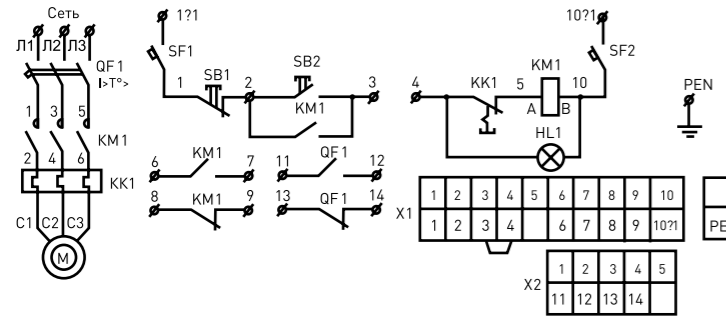 Сеть
Л1 Л2 Л3
QF1
I>T°>
1 3 5
KM1
2 4 6
KK1
C1 C2 C3
M
1?1
SF1
1 SB1 2 SB2 3
KM1
6 KM1 7 11 QF1 12
8 KM1 9 13 QF1 14
10?1
SF2
4 KK1 5 KM1 10
A B
HL1
PEN
X1
1 2 3 4 5 6 7 8 9 10
1 2 3 4 6 7 8 9 10?1
PE
X2
1 2 3 4 5
11 12 13 14